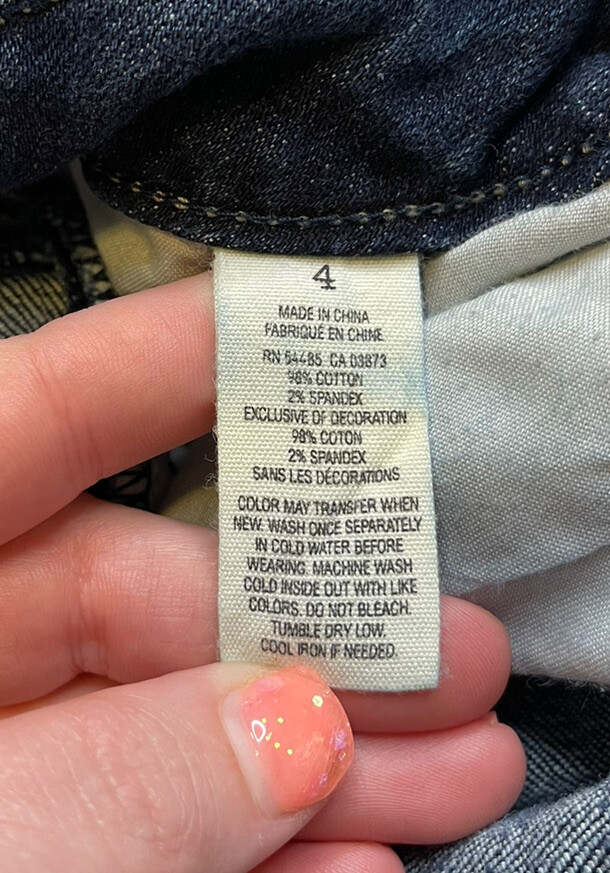 4
MADE IN CHINA
FABRIQUÉ EN CHINE
RN 54485 CA 03873
98% COTTON
2% SPANDEX
EXCLUSIVE OF DECORATION
98% COTON
2% SPANDEX
SANS LES DÉCORATIONS
COLOR MAY TRANSFER WHEN
NEW. WASH ONCE SEPARATELY
IN COLD WATER BEFORE
WEARING. MACHINE WASH
COLD INSIDE OUT WITH LIKE
COLORS. DO NOT BLEACH.
TUMBLE DRY LOW.
COOL IRON IF NEEDED.